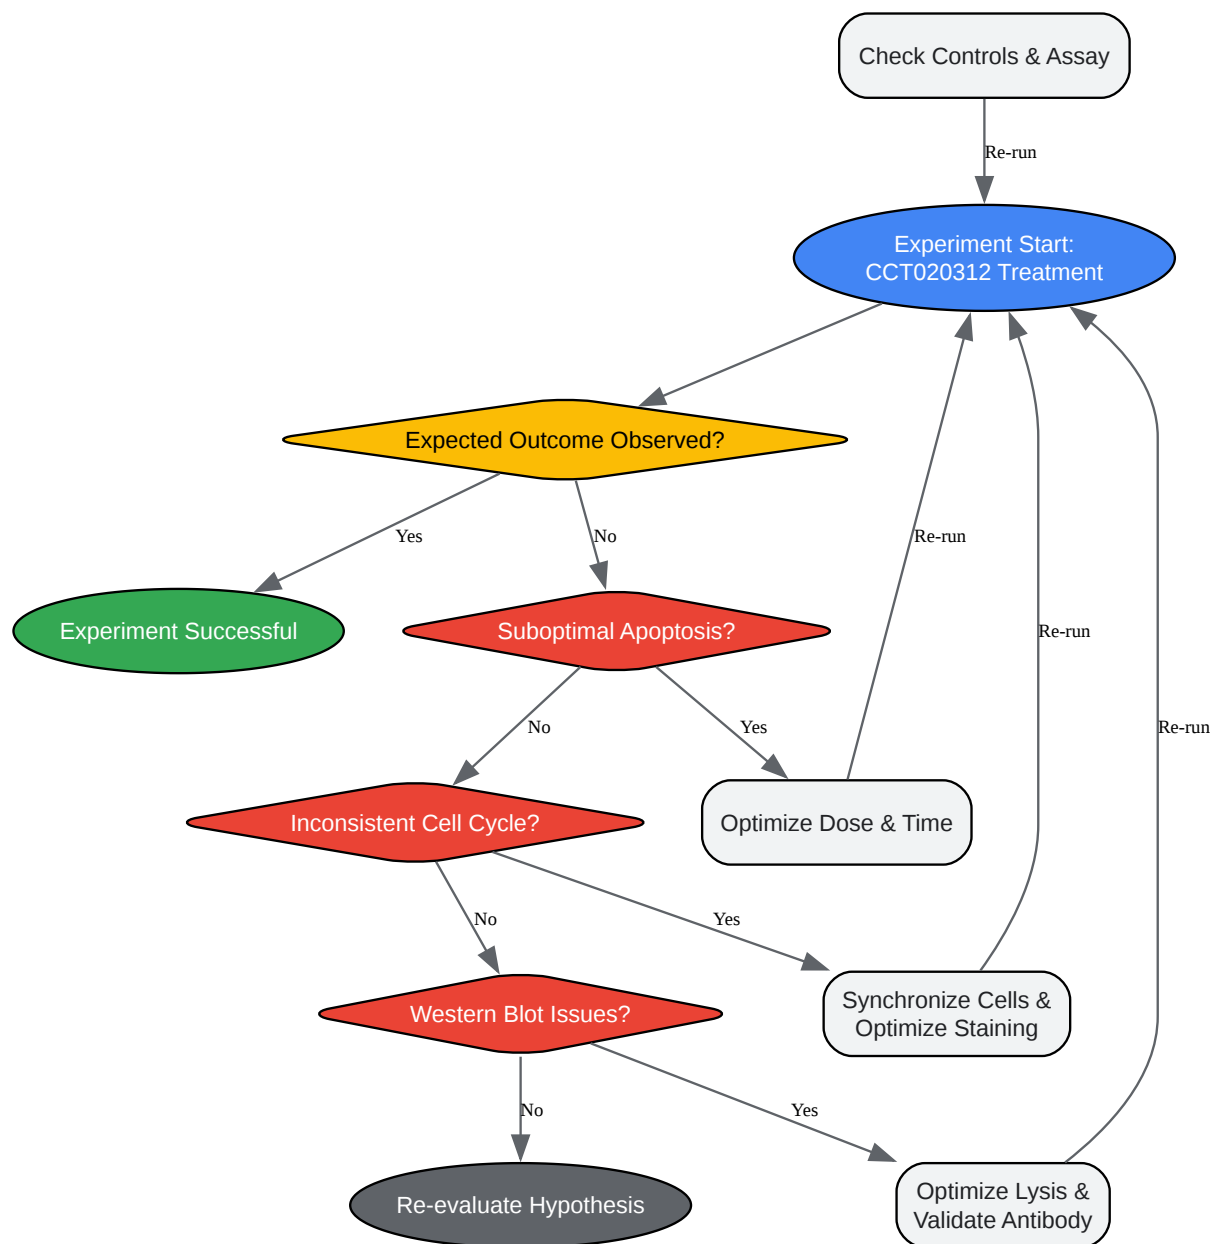 Check Controls & Assay
Re-run
Experiment Start:
CCT020312 Treatment
Expected Outcome Observed?
Yes
No
Re-run
Experiment Successful
Suboptimal Apoptosis?
Re-run
No
Yes
Re-run
Inconsistent Cell Cycle?
Optimize Dose & Time
No
Yes
Western Blot Issues?
Synchronize Cells &
Optimize Staining
No
Yes
Re-evaluate Hypothesis
Optimize Lysis &
Validate Antibody